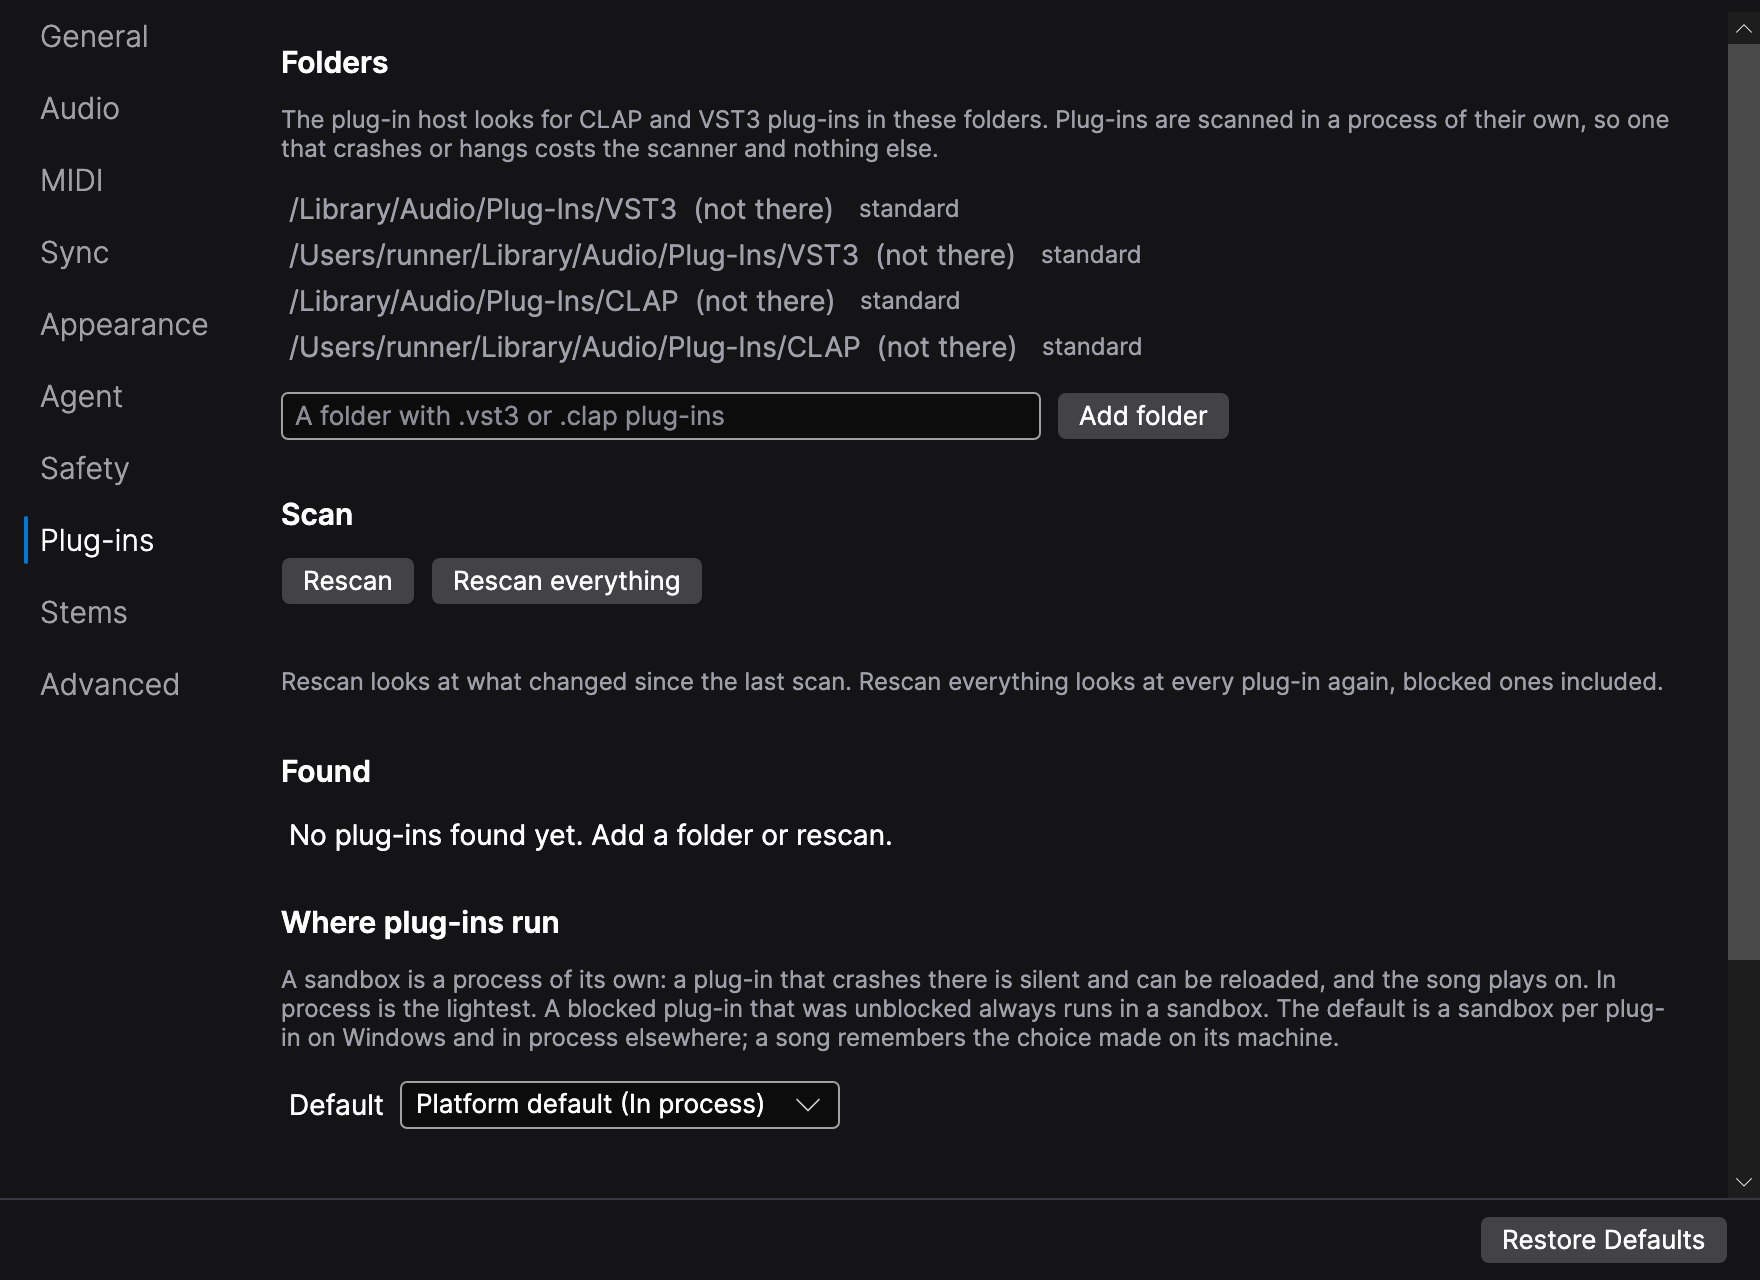 General
Audio
MIDI
Sync
Appearance
Agent
Safety
Plug-ins
Stems
Advanced
Folders
The plug-in host looks for CLAP and VST3 plug-ins in these folders. Plug-ins are scanned in a process of their own, so one
that crashes or hangs costs the scanner and nothing else.
/Library/Audio/Plug-Ins/VST3 (not there) standard
/Users/runner/Library/Audio/Plug-Ins/VST3 (not there) standard
/Library/Audio/Plug-Ins/CLAP (not there) standard
/Users/runner/Library/Audio/Plug-Ins/CLAP (not there) standard
A folder with .vst3 or .clap plug-ins Add folder
Scan
Rescan Rescan everything
Rescan looks at what changed since the last scan. Rescan everything looks at every plug-in again, blocked ones included.
Found
No plug-ins found yet. Add a folder or rescan.
Where plug-ins run
A sandbox is a process of its own: a plug-in that crashes there is silent and can be reloaded, and the song plays on. In
process is the lightest. A blocked plug-in that was unblocked always runs in a sandbox. The default is a sandbox per plug-
in on Windows and in process elsewhere; a song remembers the choice made on its machine.
Default Platform default (In process)
Restore Defaults